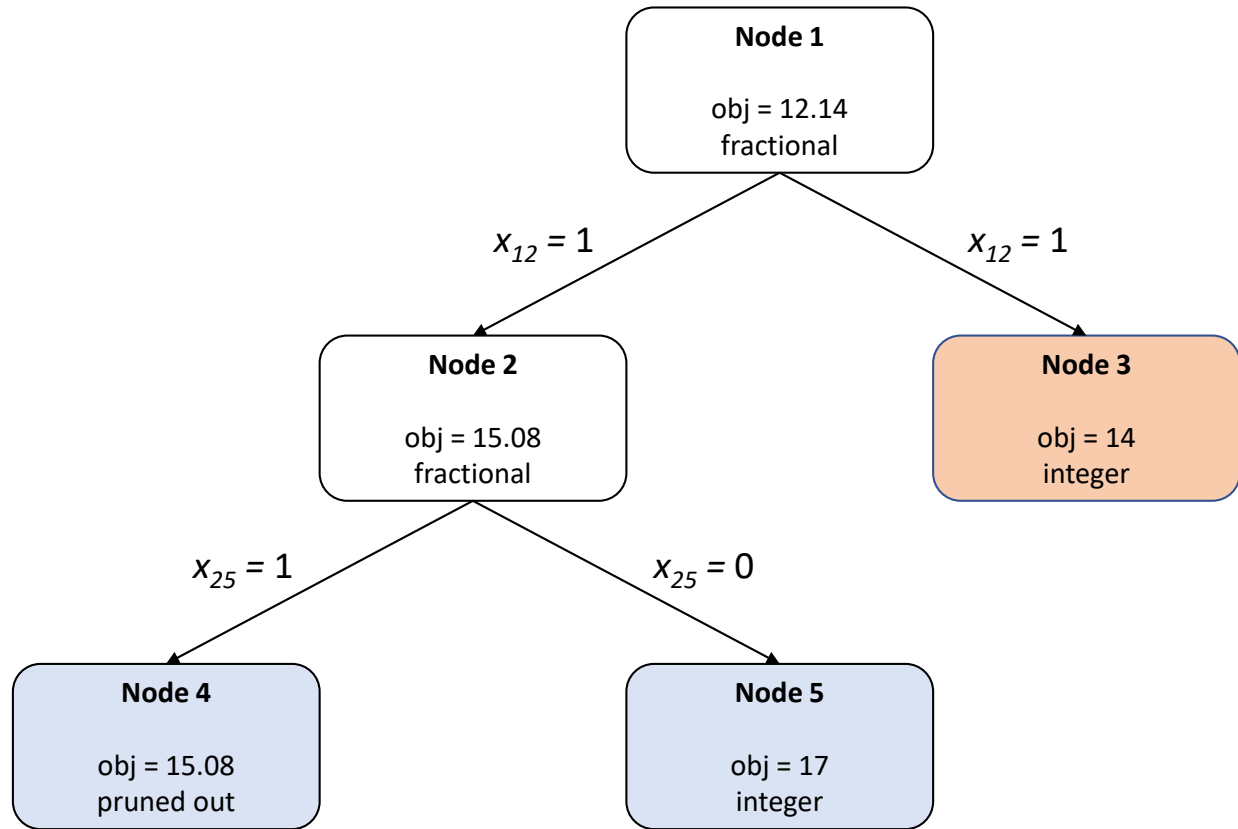 Node 1
obj = 12.14
fractional
x12 = 1
x12 = 1
Node 2
obj = 15.08
fractional
Node 3
obj = 14
integer
x25 = 1
x25 = 0
Node 4
obj = 15.08
pruned out
Node 5
obj = 17
integer